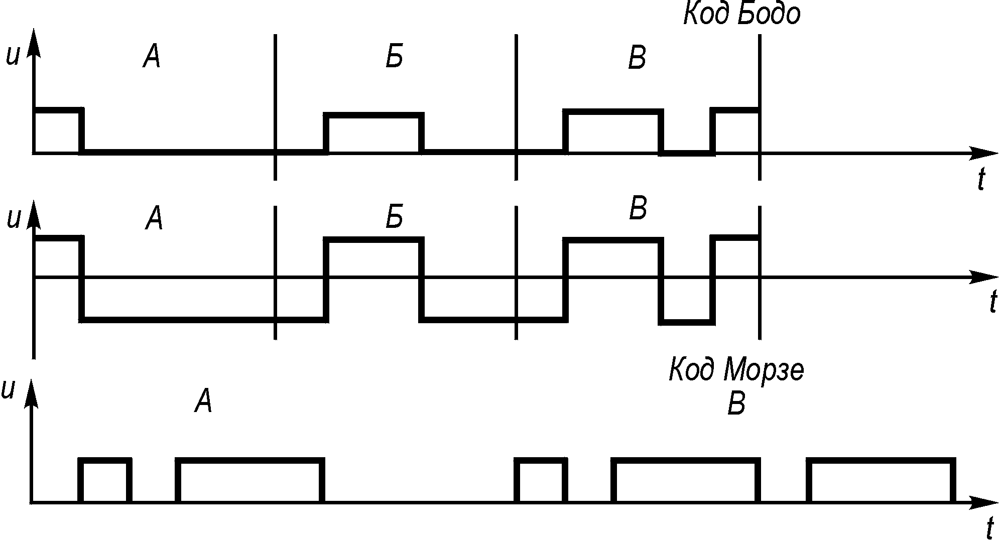 Код Бодо
u А Б В
t
u А Б В
t
Код Морзе
u А В
t